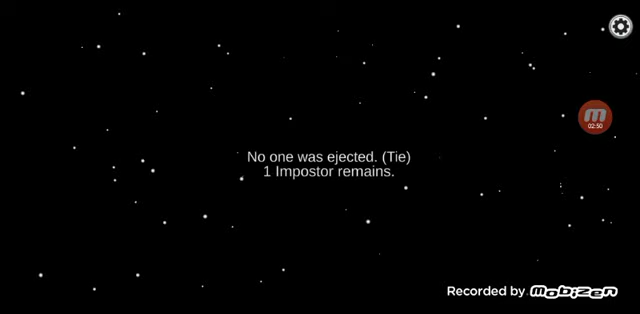 02:50
No one was ejected. (Tie)
1 Impostor remains.
Recorded by Mobizen